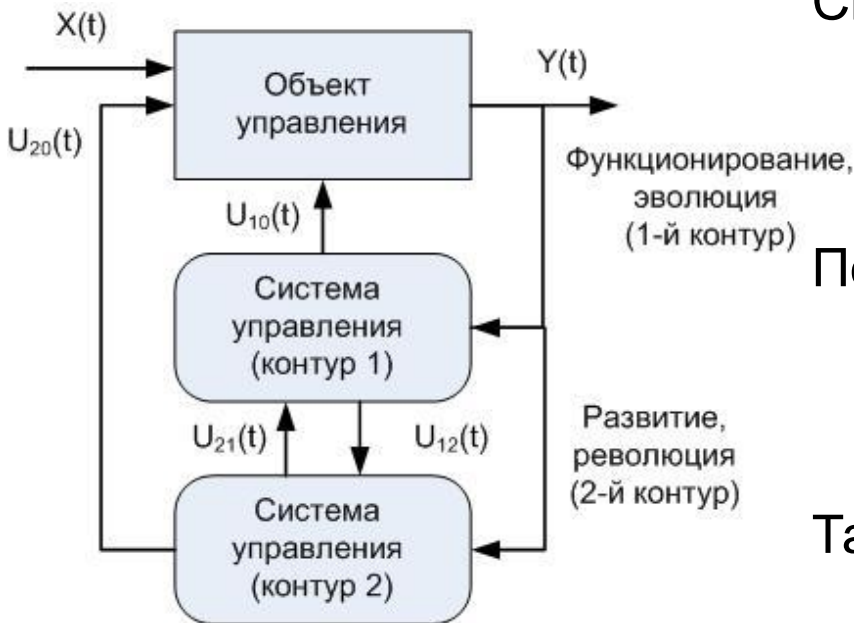 X(t)
Объект
управления
Y(t)
U₂₀(t)
Функционирование,
эволюция
(1-й контур)
U₁₀(t)
Система
управления
(контур 1)
U₂₁(t)
U₁₂(t)
Развитие,
революция
(2-й контур)
Система
управления
(контур 2)